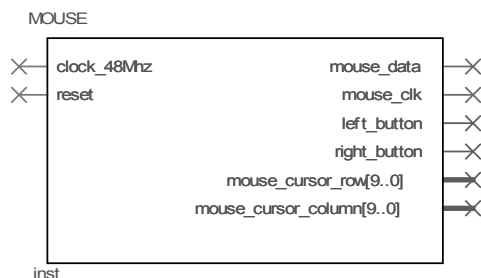 MOUSE
clock_48Mhz mouse_data
reset mouse_clk
left_button
right_button
mouse_cursor_row[9..0]
mouse_cursor_column[9..0]
inst